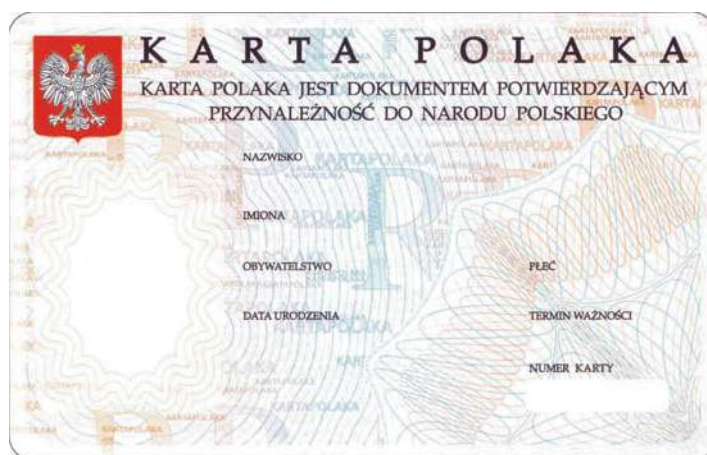 KARTA POLAKA
KARTA POLAKA JEST DOKUMENTEM POTWIERDZAJĄCYM
PRZYNALEŻNOŚĆ DO NARODU POLSKIEGO
NAZWISKO
IMIONA
OBYWATELSTWO
PŁEĆ
DATA URODZENIA
TERMIN WAŻNOŚCI
NUMER KARTY